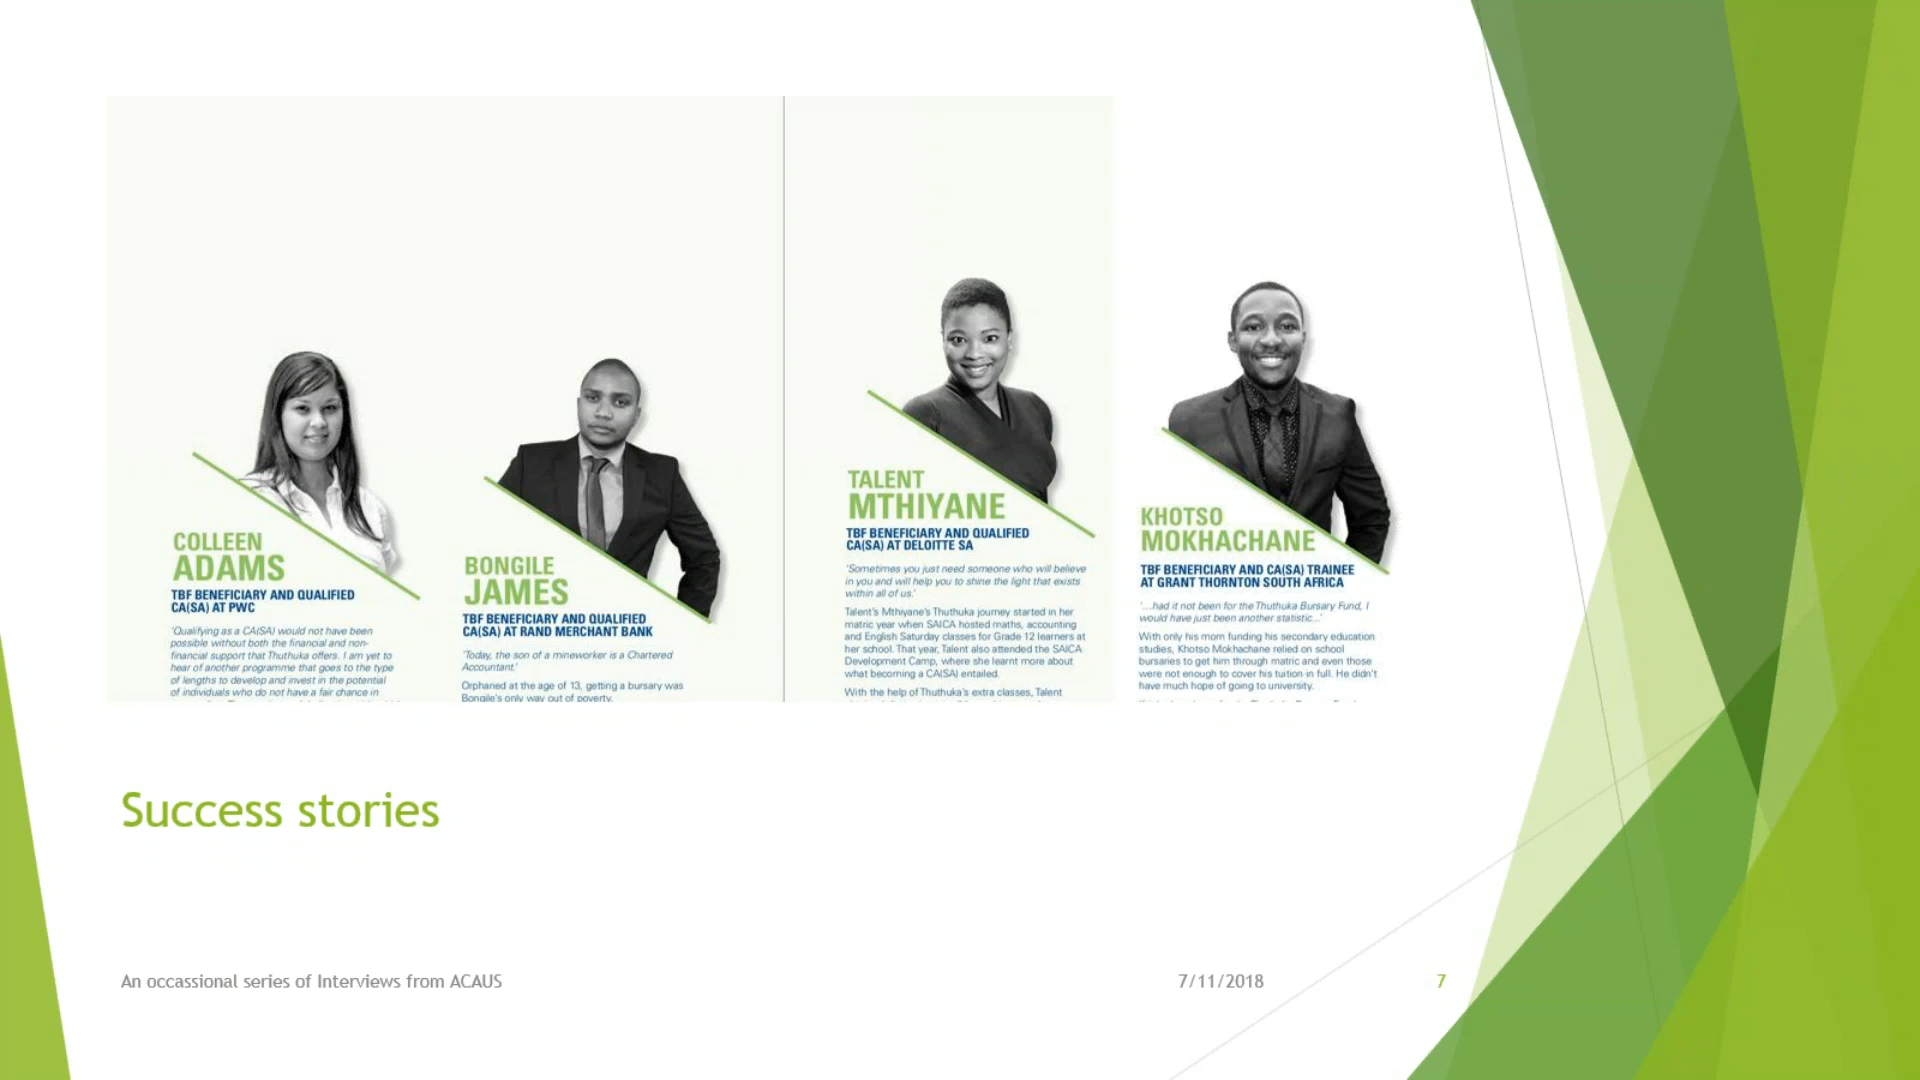 COLLEEN
ADAMS
TBF BENEFICIARY AND QUALIFIED
CA(SA) AT PWC
'Qualifying as a CA(SA) would not have been
possible without both the financial and non-
financial support that Thuthuka offers. I am yet to
hear of another programme that goes to the type
of lengths to develop and invest in the potential
of individuals who do not have a fair chance in
BONGILE
JAMES
TBF BENEFICIARY AND QUALIFIED
CA(SA) AT RAND MERCHANT BANK
'Today, the son of a mineworker is a Chartered
Accountant.'
Orphaned at the age of 13, getting a bursary was
Bongile's only way out of poverty.
TALENT
MTHIYANE
TBF BENEFICIARY AND QUALIFIED
CA(SA) AT DELOITTE SA
'Sometimes you just need someone who will believe
in you and will help you to shine the light that exists
within all of us.'
Talent's Mthiyane's Thuthuka journey started in her
matric year when SAICA hosted maths, accounting
and English Saturday classes for Grade 12 learners at
her school. That year, Talent also attended the SAICA
Development Camp, where she learnt more about
what becoming a CA(SA) entailed.
With the help of Thuthuka's extra classes, Talent
KHOTSO
MOKHACHANE
TBF BENEFICIARY AND CA(SA) TRAINEE
AT GRANT THORNTON SOUTH AFRICA
'...had it not been for the Thuthuka Bursary Fund, I
would have just been another statistic...'
With only his mom funding his secondary education
studies, Khotso Mokhachane relied on school
bursaries to get him through matric and even those
were not enough to cover his tuition in full. He didn't
have much hope of going to university.
Success stories
An occassional series of Interviews from ACAUS
7/11/2018
7